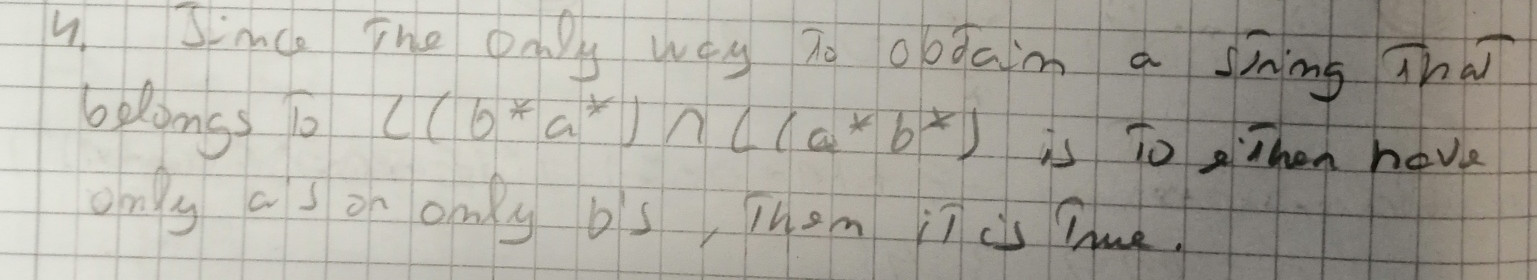 4. Since the only way to obtain a string that
belongs to L(b*a*) ∩ L(a*b*) is to either have
only a's or only b's, then it is true.